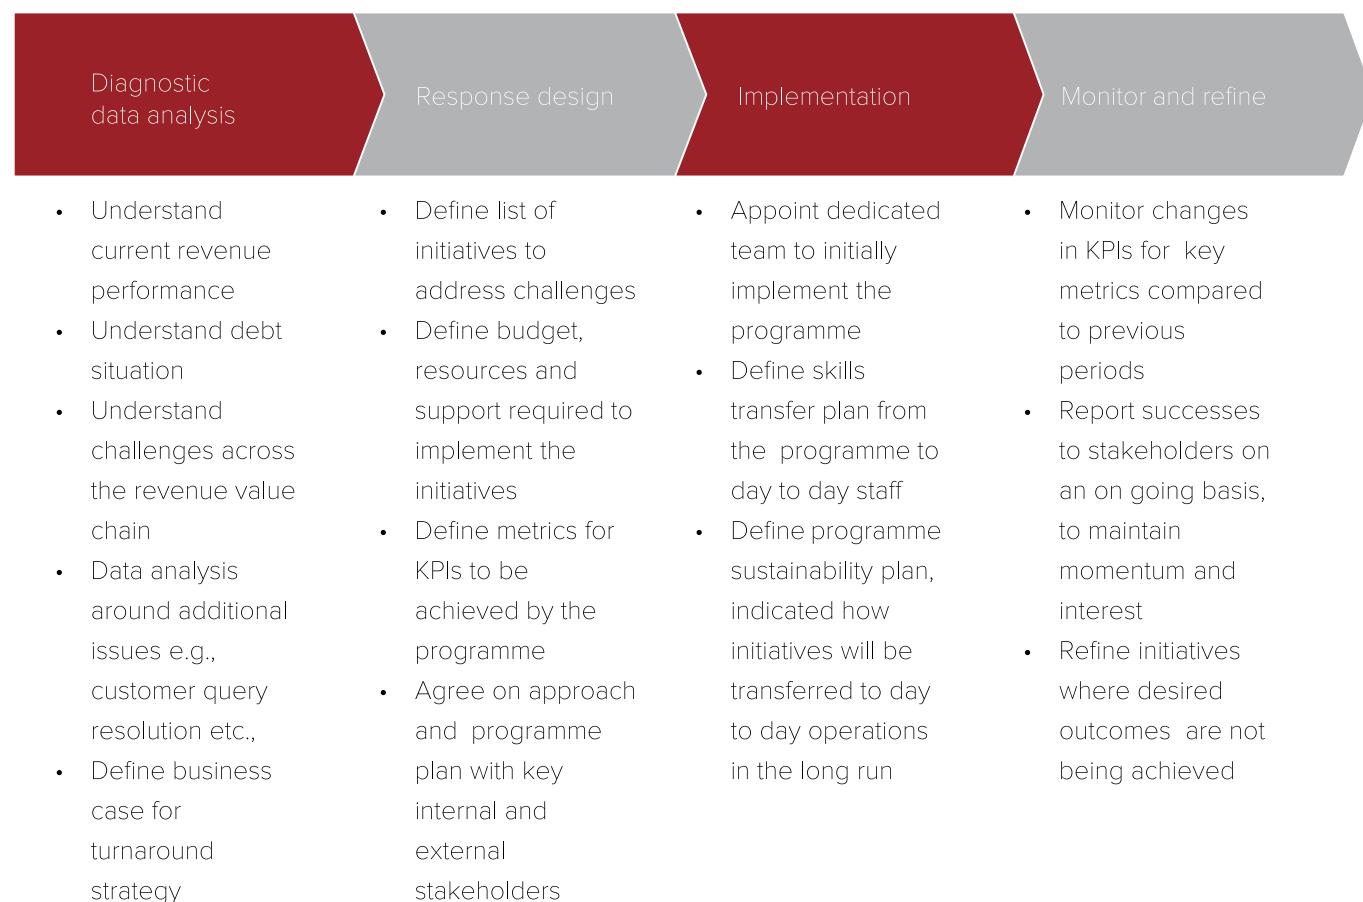 Diagnostic
data analysis
Response design
Implementation
Monitor and refine
• Understand
current revenue
performance
• Understand debt
situation
• Understand
challenges across
the revenue value
chain
• Data analysis
around additional
issues e.g.,
customer query
resolution etc.,
• Define business
case for
turnaround
strategy
• Define list of
initiatives to
address challenges
• Define budget,
resources and
support required to
implement the
initiatives
• Define metrics for
KPIs to be
achieved by the
programme
• Agree on approach
and programme
plan with key
internal and
external
stakeholders
• Appoint dedicated
team to initially
implement the
programme
• Define skills
transfer plan from
the programme to
day to day staff
• Define programme
sustainability plan,
indicated how
initiatives will be
transferred to day
to day operations
in the long run
• Monitor changes
in KPIs for key
metrics compared
to previous
periods
• Report successes
to stakeholders on
an on going basis,
to maintain
momentum and
interest
• Refine initiatives
where desired
outcomes are not
being achieved